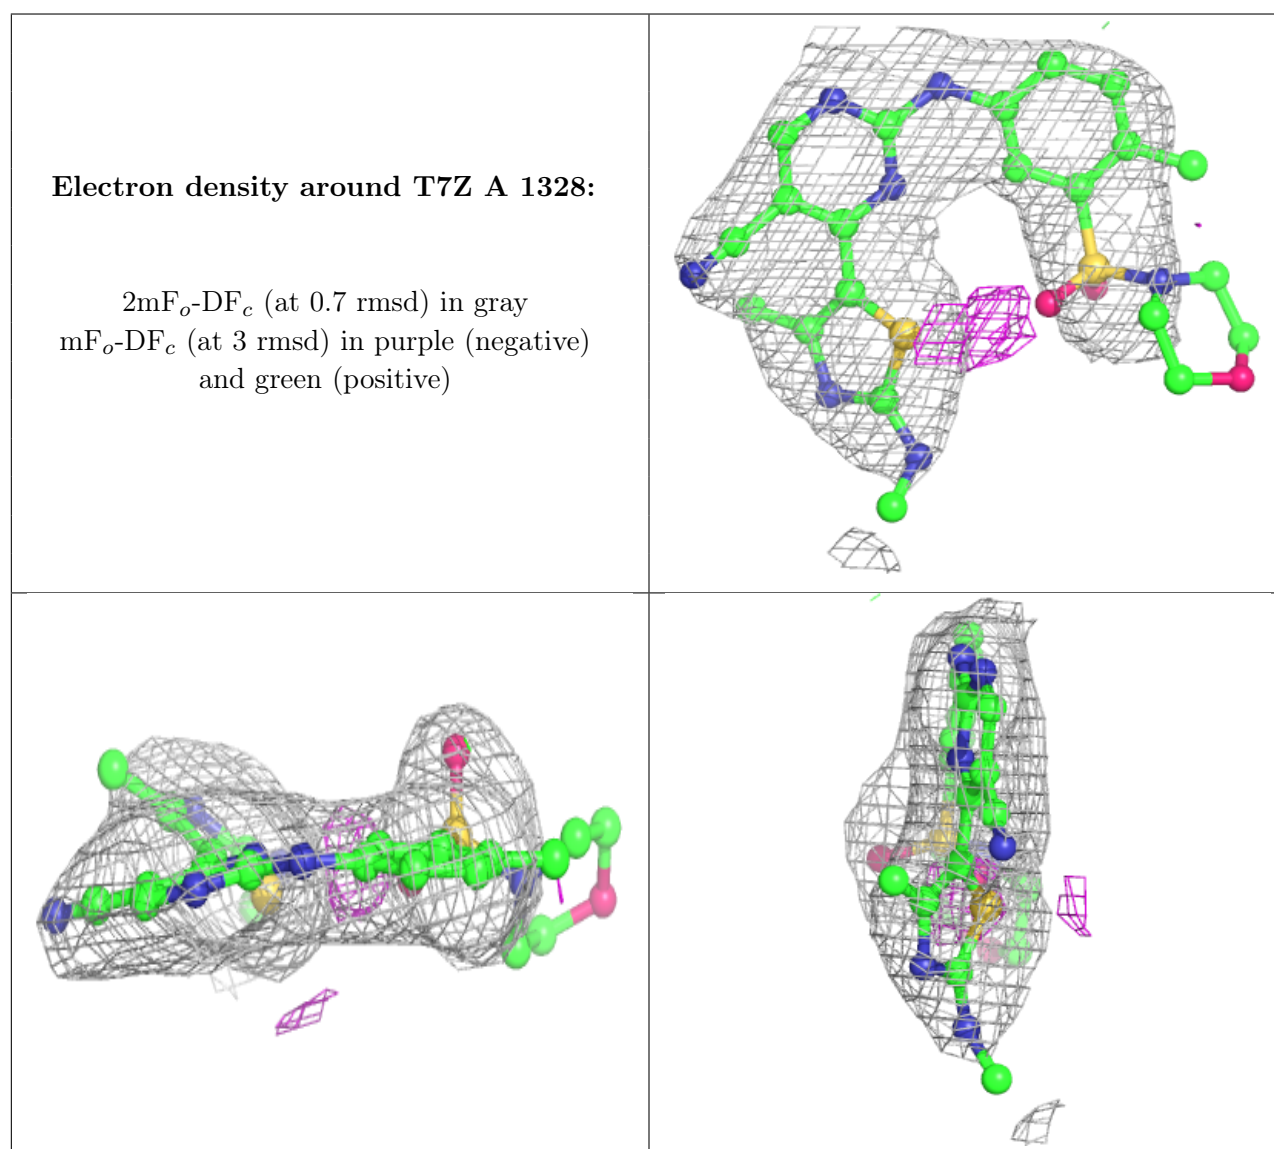 Electron density around T7Z A 1328:
2mFo-DFc (at 0.7 rmsd) in gray
mFo-DFc (at 3 rmsd) in purple (negative)
and green (positive)